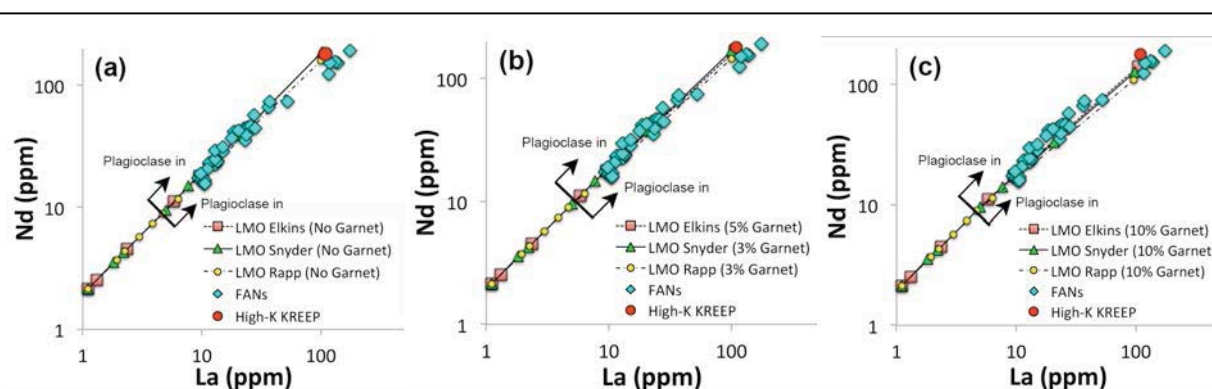 (a)
Nd (ppm)
100
10
1
Plagioclase in
Plagioclase in
LMO Elkins (No Garnet)
LMO Snyder (No Garnet)
LMO Rapp (No Garnet)
FANs
High-K KREEP
1
10
100
La (ppm)
(b)
Nd (ppm)
100
10
1
Plagioclase in
Plagioclase in
LMO Elkins (5% Garnet)
LMO Snyder (3% Garnet)
LMO Rapp (3% Garnet)
FANs
High-K KREEP
1
10
100
La (ppm)
(c)
Nd (ppm)
100
10
1
Plagioclase in
Plagioclase in
LMO Elkins (10% Garnet)
LMO Snyder (10% Garnet)
LMO Rapp (10% Garnet)
FANs
High-K KREEP
1
10
100
La (ppm)